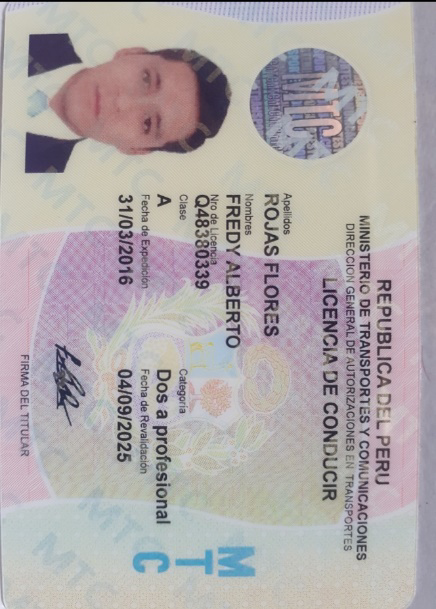 REPUBLICA DEL PERU
MINISTERIO DE TRANSPORTES Y COMUNICACIONES
DIRECCION GENERAL DE AUTORIZACIONES EN TRANSPORTES
LICENCIA DE CONDUCIR
MTC
Apellidos
ROJAS FLORES
Nombres
FREDY ALBERTO
Nro de Licencia
Q48380339
Clase
A
Categoria
Dos a profesional
Fecha de Expedición
31/03/2016
Fecha de Revalidación
04/09/2025
FIRMA DEL TITULAR
MTC